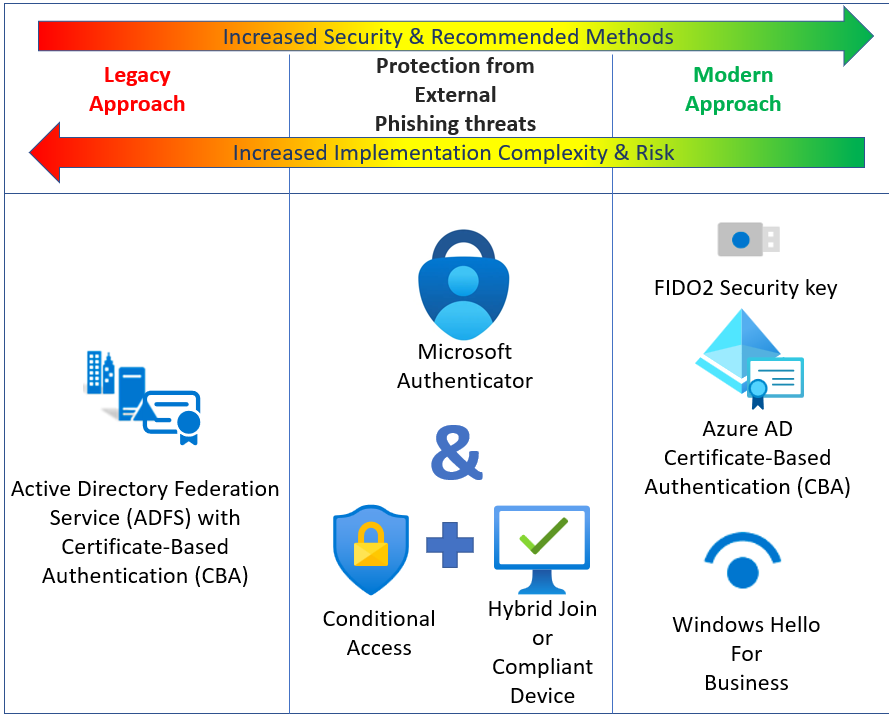 Increased Security & Recommended Methods
Legacy
Approach
Protection from
External
Phishing threats
Modern
Approach
Increased Implementation Complexity & Risk
Active Directory Federation
Service (ADFS) with
Certificate-Based
Authentication (CBA)
Microsoft
Authenticator
&
Conditional
Access
Hybrid Join
or
Compliant
Device
FIDO2 Security key
Azure AD
Certificate-Based
Authentication (CBA)
Windows Hello
For
Business